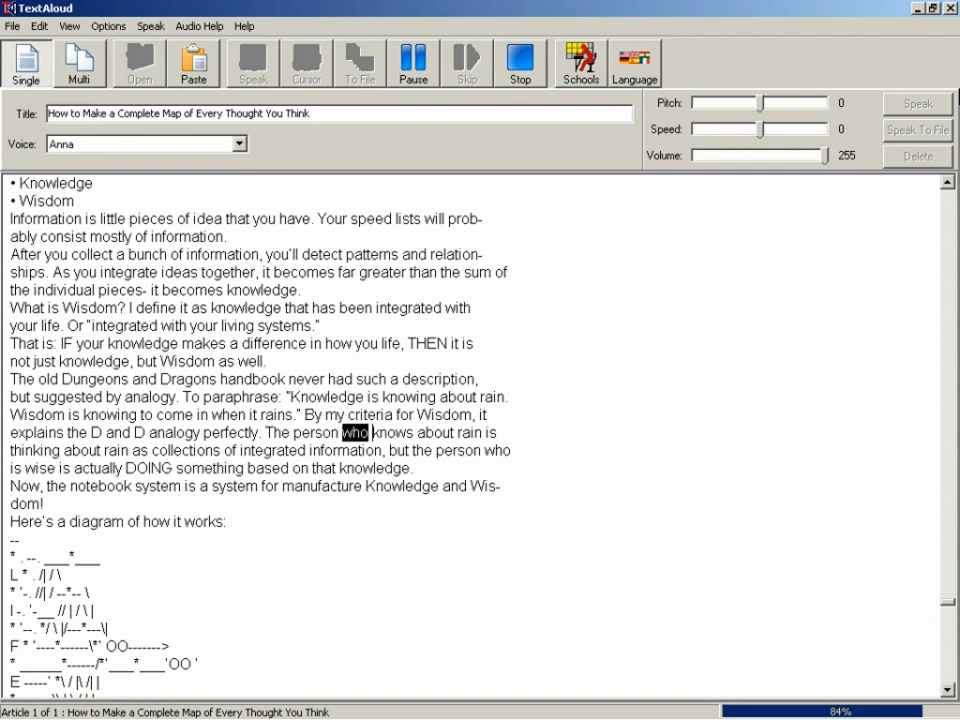 TextAloud
File Edit View Options Speak Audio Help Help
Single Multi Open Paste Speak Cursor To File Pause Skip Stop Schools Language
Title: How to Make a Complete Map of Every Thought You Think
Voice: Anna
Pitch: 0 Speak
Speed: 0 Speak To File
Volume: 255 Delete
• Knowledge
• Wisdom
Information is little pieces of idea that you have. Your speed lists will prob-
ably consist mostly of information.
After you collect a bunch of information, you'll detect patterns and relation-
ships. As you integrate ideas together, it becomes far greater than the sum of
the individual pieces- it becomes knowledge.
What is Wisdom? I define it as knowledge that has been integrated with
your life. Or "integrated with your living systems."
That is: IF your knowledge makes a difference in how you life, THEN it is
not just knowledge, but Wisdom as well.
The old Dungeons and Dragons handbook never had such a description,
but suggested by analogy. To paraphrase: "Knowledge is knowing about rain.
Wisdom is knowing to come in when it rains." By my criteria for Wisdom, it
explains the D and D analogy perfectly. The person who knows about rain is
thinking about rain as collections of integrated information, but the person who
is wise is actually DOING something based on that knowledge.
Now, the notebook system is a system for manufacture Knowledge and Wis-
dom!
Here's a diagram of how it works:
--
* . --. ___*___
L * . /| / \
* '-. //| / --*-- \
I -. '-__ // | / \ |
* '--. */ \ |/---*---\|
F * '----*------\*' OO------->
* ______*------/*'___*___'OO '
E -----' *\ / |\ /| |
Article 1 of 1 : How to Make a Complete Map of Every Thought You Think 84%